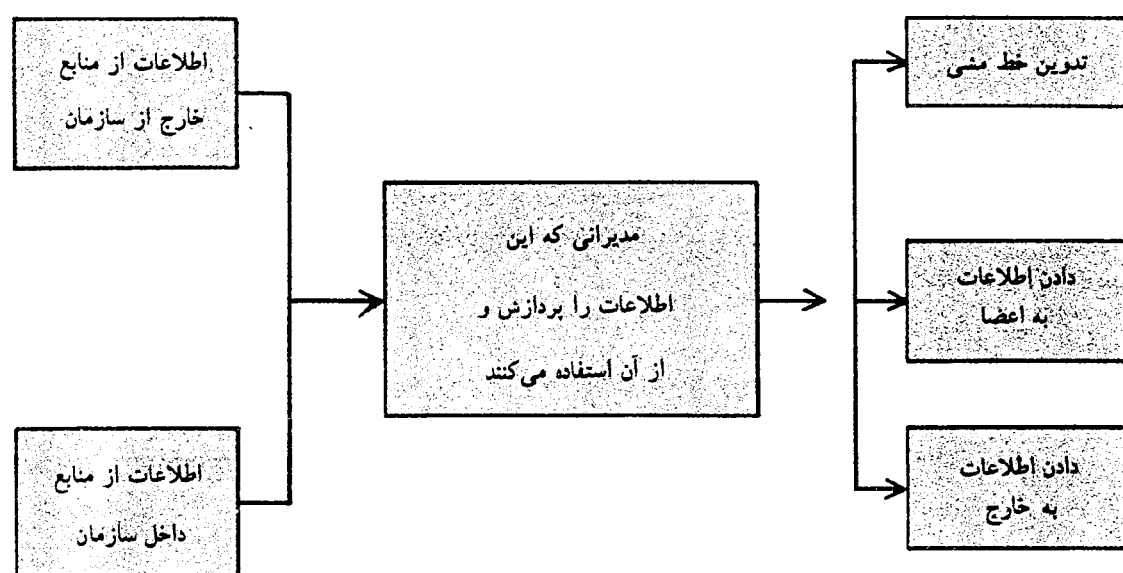 اطلاعات از منابع
خارج از سازمان
اطلاعات از منابع
داخل سازمان
مدیرانی که این
اطلاعات را پردازش و
از آن استفاده می‌کنند
تدوین خط مشی
دادن اطلاعات
به اعضا
دادن اطلاعات
به خارج